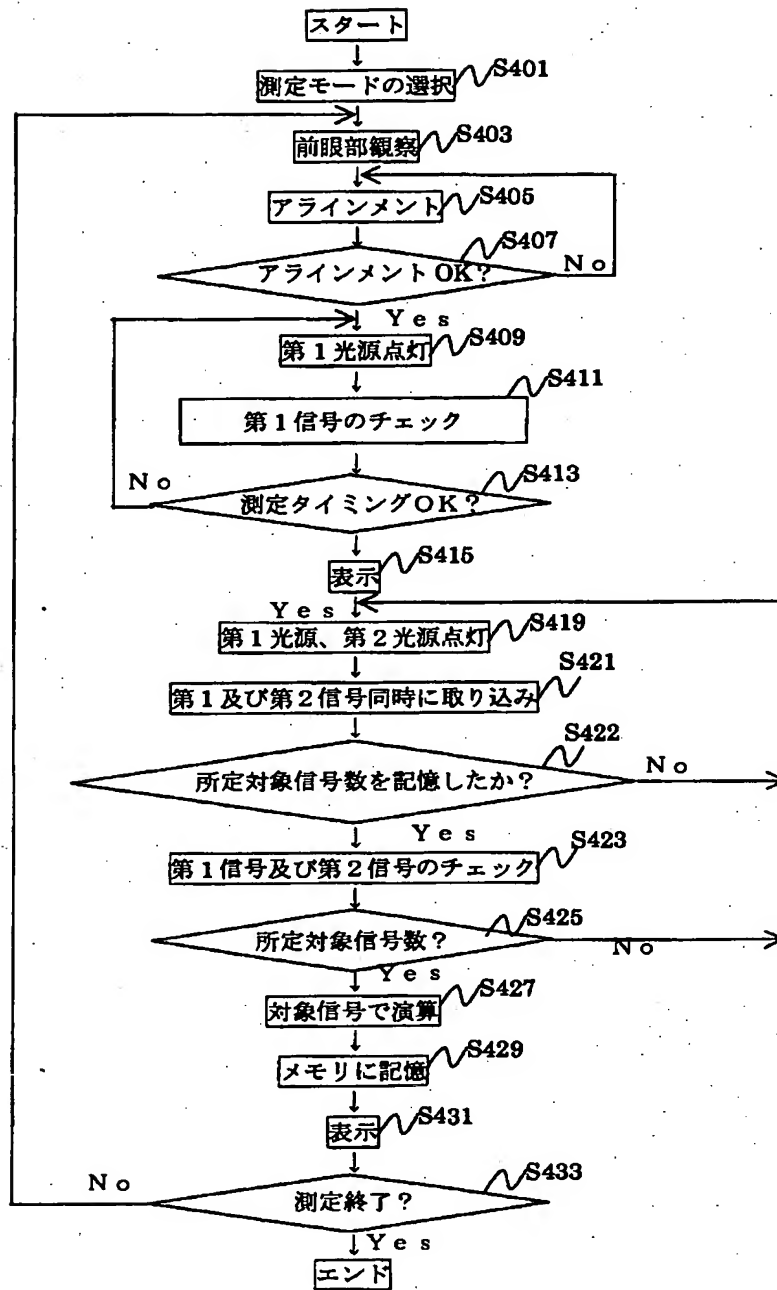 スタート
測定モードの選択 S401
前眼部観察 S403
アラインメント S405
S407
アラインメントOK? No
Yes
第1光源点灯 S409
S411
第1信号のチェック
No S413
測定タイミングOK?
表示 S415
Yes
第1光源、第2光源点灯 S419
S421
第1及び第2信号同時に取り込み
S422
所定対象信号数を記憶したか? No
Yes
S423
第1信号及び第2信号のチェック
S425
所定対象信号数? No
Yes
対象信号で演算 S427
メモリに記憶 S429
表示 S431
No S433
測定終了?
Yes
エンド